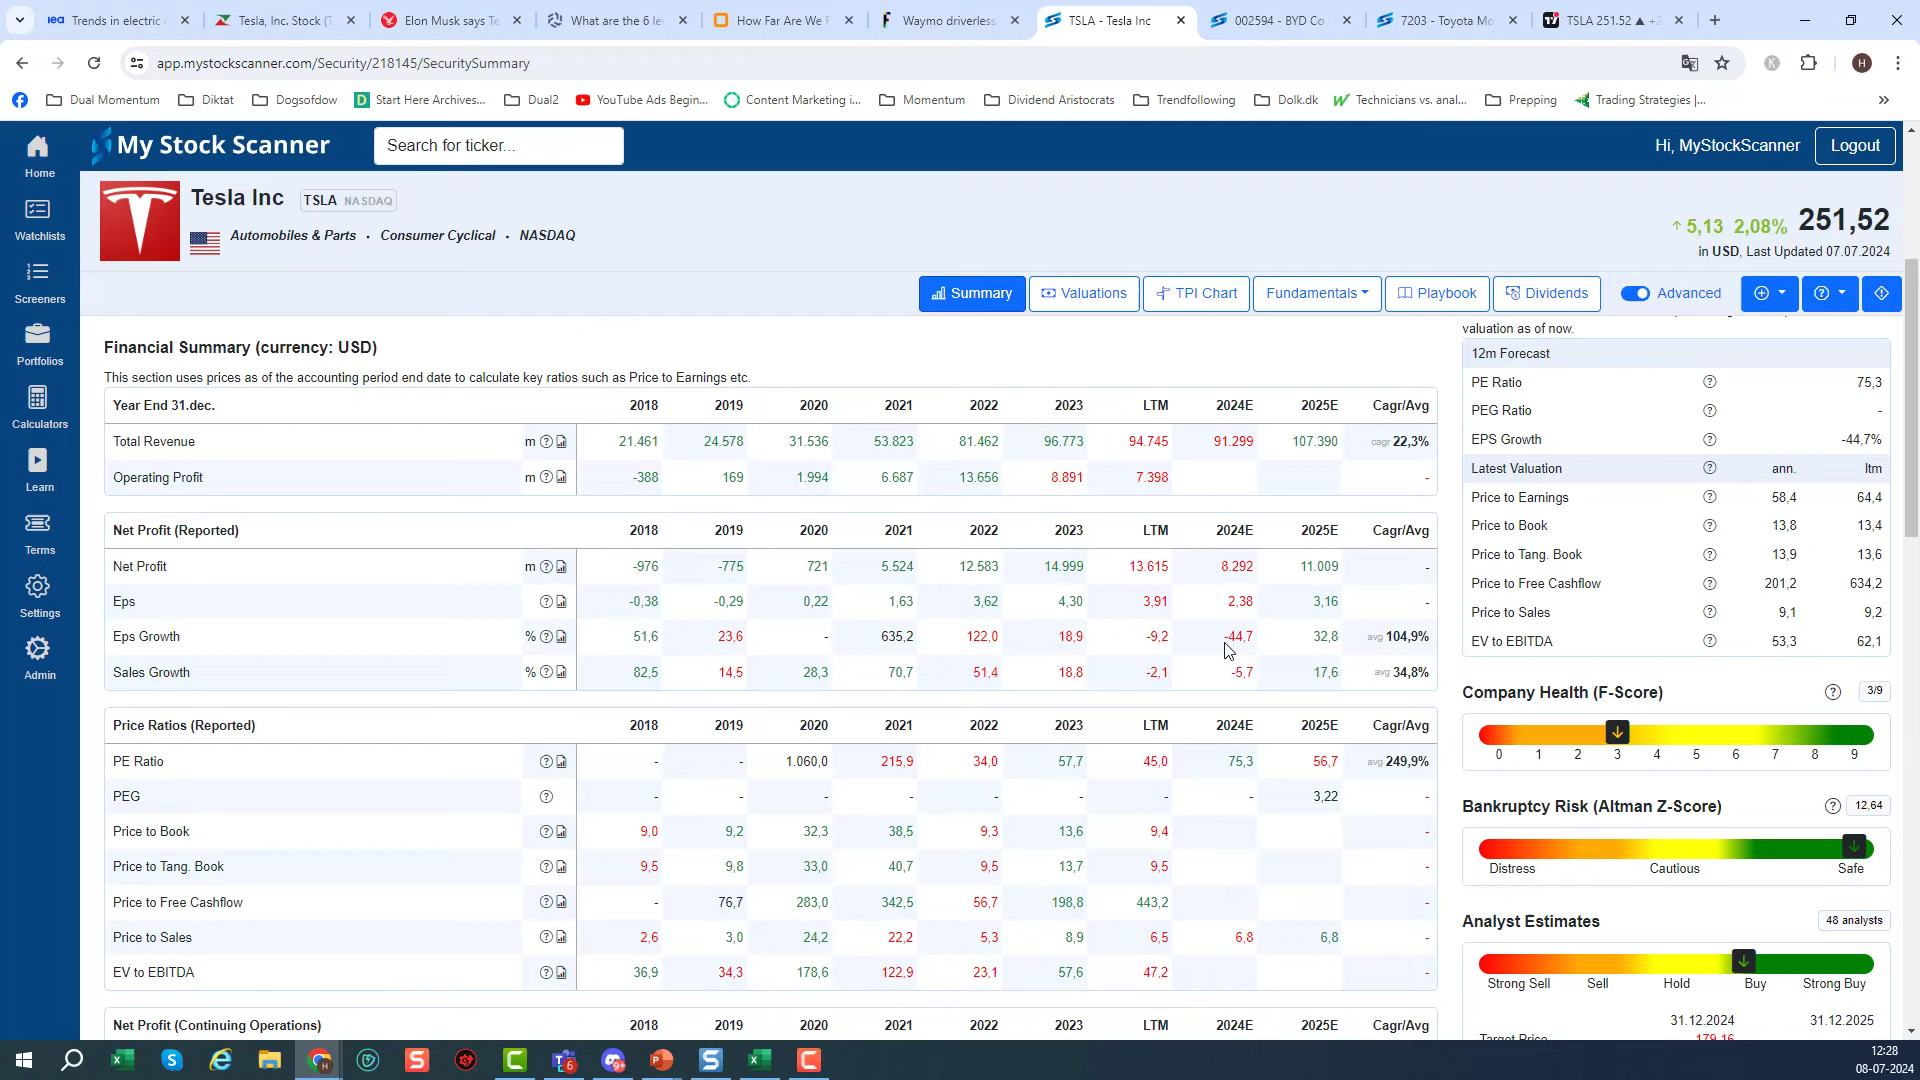 Trends in electric c
Tesla, Inc. Stock (T
Elon Musk says Te
What are the 6 lev
How Far Are We F
Waymo driverless
TSLA - Tesla Inc
002594 - BYD Co
7203 - Toyota Mo
TSLA 251.52 ▲ +2
app.mystockscanner.com/Security/218145/SecuritySummary
H
Dual Momentum
Diktat
Dogsofdow
Start Here Archives...
Dual2
YouTube Ads Begin...
Content Marketing i...
Momentum
Dividend Aristocrats
Trendfollowing
Dolk.dk
Technicians vs. anal...
Prepping
Trading Strategies |...
»
My Stock Scanner
Search for ticker...
Hi, MyStockScanner
Logout
Home
Watchlists
Screeners
Portfolios
Calculators
Learn
Terms
Settings
Admin
Tesla Inc TSLA NASDAQ
Automobiles & Parts • Consumer Cyclical • NASDAQ
↑ 5,13 2,08% 251,52
in USD, Last Updated 07.07.2024
Summary
Valuations
TPI Chart
Fundamentals
Playbook
Dividends
Advanced
Financial Summary (currency: USD)
This section uses prices as of the accounting period end date to calculate key ratios such as Price to Earnings etc.
Year End 31.dec. 2018 2019 2020 2021 2022 2023 LTM 2024E 2025E Cagr/Avg
Total Revenue m 21.461 24.578 31.536 53.823 81.462 96.773 94.745 91.299 107.390 cagr 22,3%
Operating Profit m -388 169 1.994 6.687 13.656 8.891 7.398 -
Net Profit (Reported) 2018 2019 2020 2021 2022 2023 LTM 2024E 2025E Cagr/Avg
Net Profit m -976 -775 721 5.524 12.583 14.999 13.615 8.292 11.009 -
Eps -0,38 -0,29 0,22 1,63 3,62 4,30 3,91 2,38 3,16 -
Eps Growth % 51,6 23,6 - 635,2 122,0 18,9 -9,2 -44,7 32,8 avg 104,9%
Sales Growth % 82,5 14,5 28,3 70,7 51,4 18,8 -2,1 -5,7 17,6 avg 34,8%
Price Ratios (Reported) 2018 2019 2020 2021 2022 2023 LTM 2024E 2025E Cagr/Avg
PE Ratio - - 1.060,0 215,9 34,0 57,7 45,0 75,3 56,7 avg 249,9%
PEG - - - - - - - - 3,22 -
Price to Book 9,0 9,2 32,3 38,5 9,3 13,6 9,4 -
Price to Tang. Book 9,5 9,8 33,0 40,7 9,5 13,7 9,5 -
Price to Free Cashflow - 76,7 283,0 342,5 56,7 198,8 443,2 -
Price to Sales 2,6 3,0 24,2 22,2 5,3 8,9 6,5 6,8 6,8 -
EV to EBITDA 36,9 34,3 178,6 122,9 23,1 57,6 47,2 -
Net Profit (Continuing Operations) 2018 2019 2020 2021 2022 2023 LTM 2024E 2025E Cagr/Avg
valuation as of now.
12m Forecast
PE Ratio 75,3
PEG Ratio -
EPS Growth -44,7%
Latest Valuation ann. ltm
Price to Earnings 58,4 64,4
Price to Book 13,8 13,4
Price to Tang. Book 13,9 13,6
Price to Free Cashflow 201,2 634,2
Price to Sales 9,1 9,2
EV to EBITDA 53,3 62,1
Company Health (F-Score) 3/9
0 1 2 3 4 5 6 7 8 9
Bankruptcy Risk (Altman Z-Score) 12,64
Distress Cautious Safe
Analyst Estimates 48 analysts
Strong Sell Sell Hold Buy Strong Buy
31.12.2024 31.12.2025
Target Price 179,16
12:28
08-07-2024